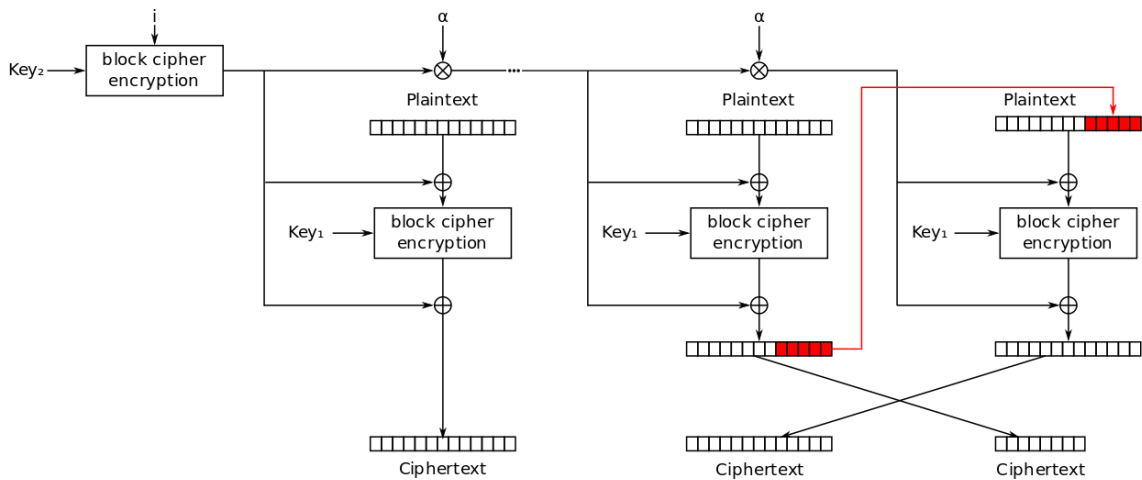 i
α
α
Key₂
block cipher
encryption
...
Plaintext
Plaintext
Plaintext
Key₁
block cipher
encryption
Key₁
block cipher
encryption
Key₁
block cipher
encryption
Ciphertext
Ciphertext
Ciphertext